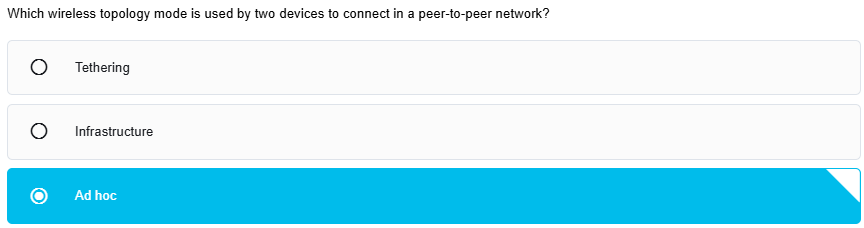 Which wireless topology mode is used by two devices to connect in a peer-to-peer network?
Tethering
Infrastructure
Ad hoc